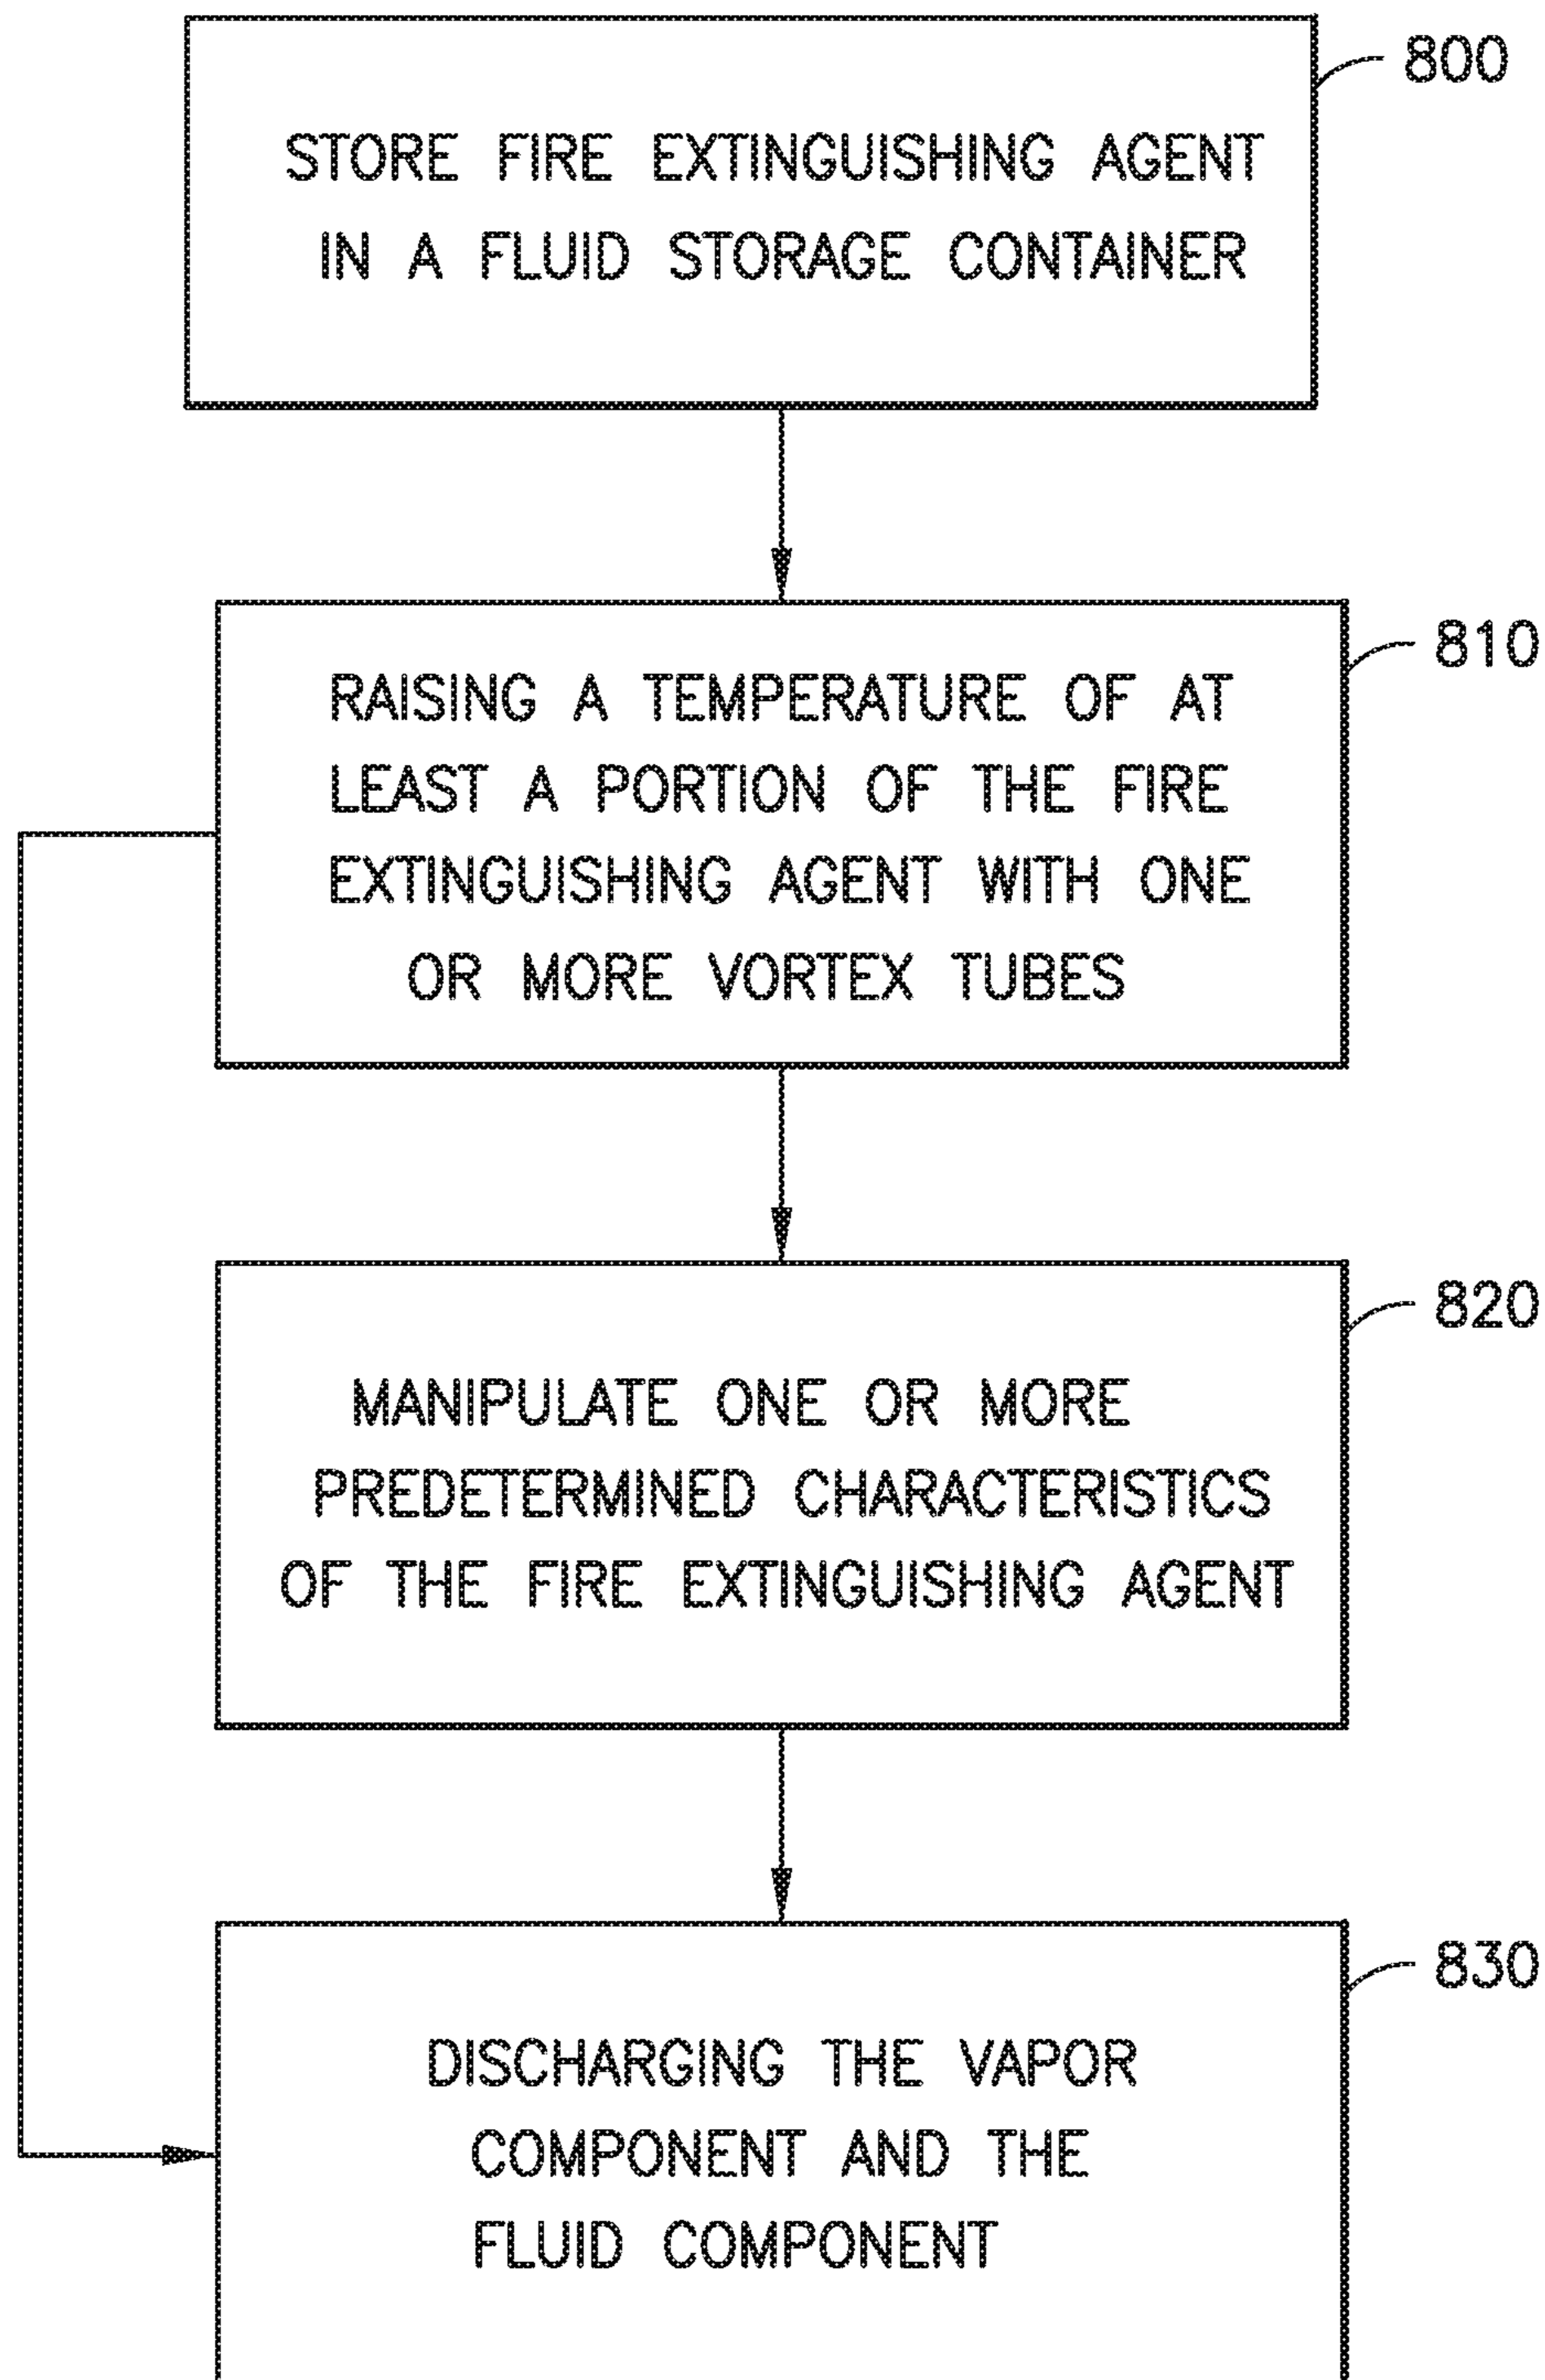 800
STORE FIRE EXTINGUISHING AGENT
IN A FLUID STORAGE CONTAINER
810
RAISING A TEMPERATURE OF AT
LEAST A PORTION OF THE FIRE
EXTINGUISHING AGENT WITH ONE
OR MORE VORTEX TUBES
820
MANIPULATE ONE OR MORE
PREDETERMINED CHARACTERISTICS
OF THE FIRE EXTINGUISHING AGENT
830
DISCHARGING THE VAPOR
COMPONENT AND THE
FLUID COMPONENT